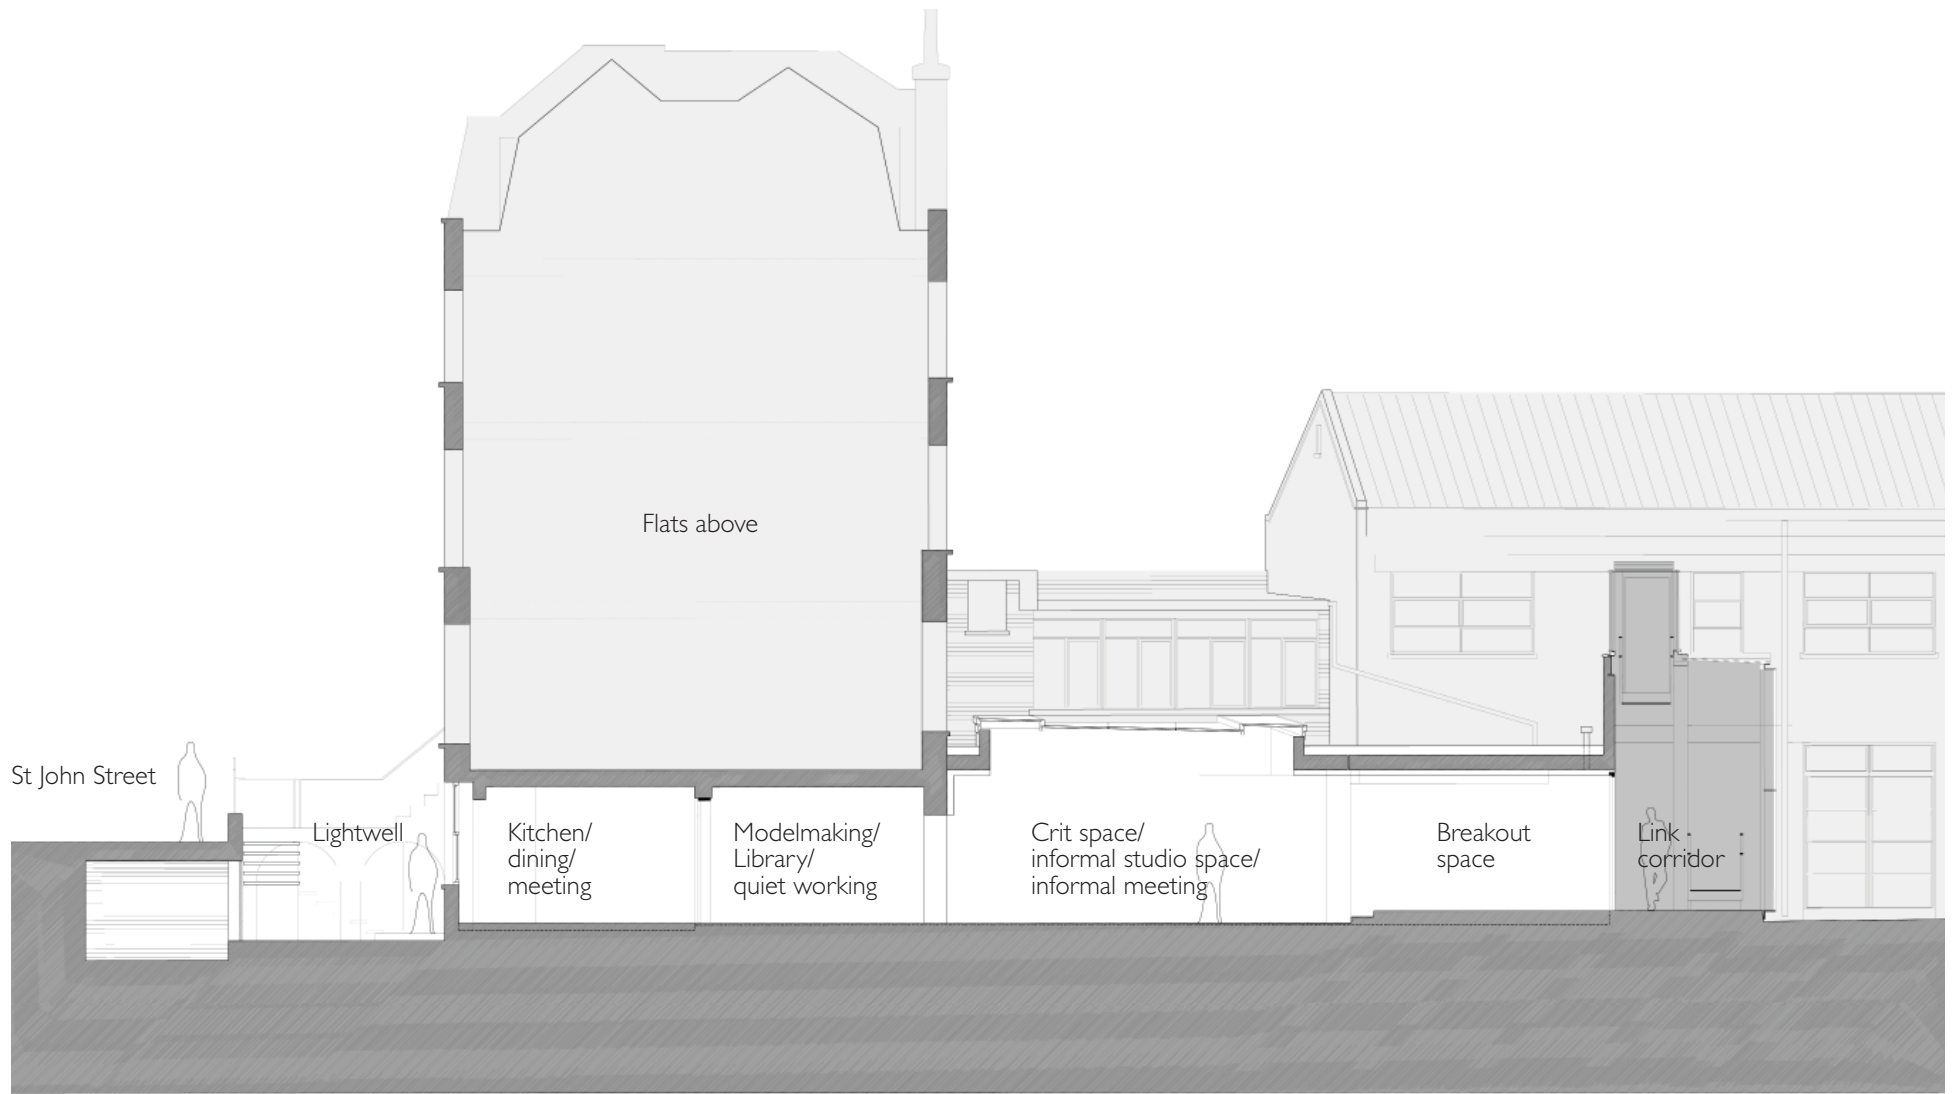 Flats above
St John Street
Lightwell
Kitchen/
dining/
meeting
Modelmaking/
Library/
quiet working
Crit space/
informal studio space/
informal meeting
Breakout
space
Link
corridor